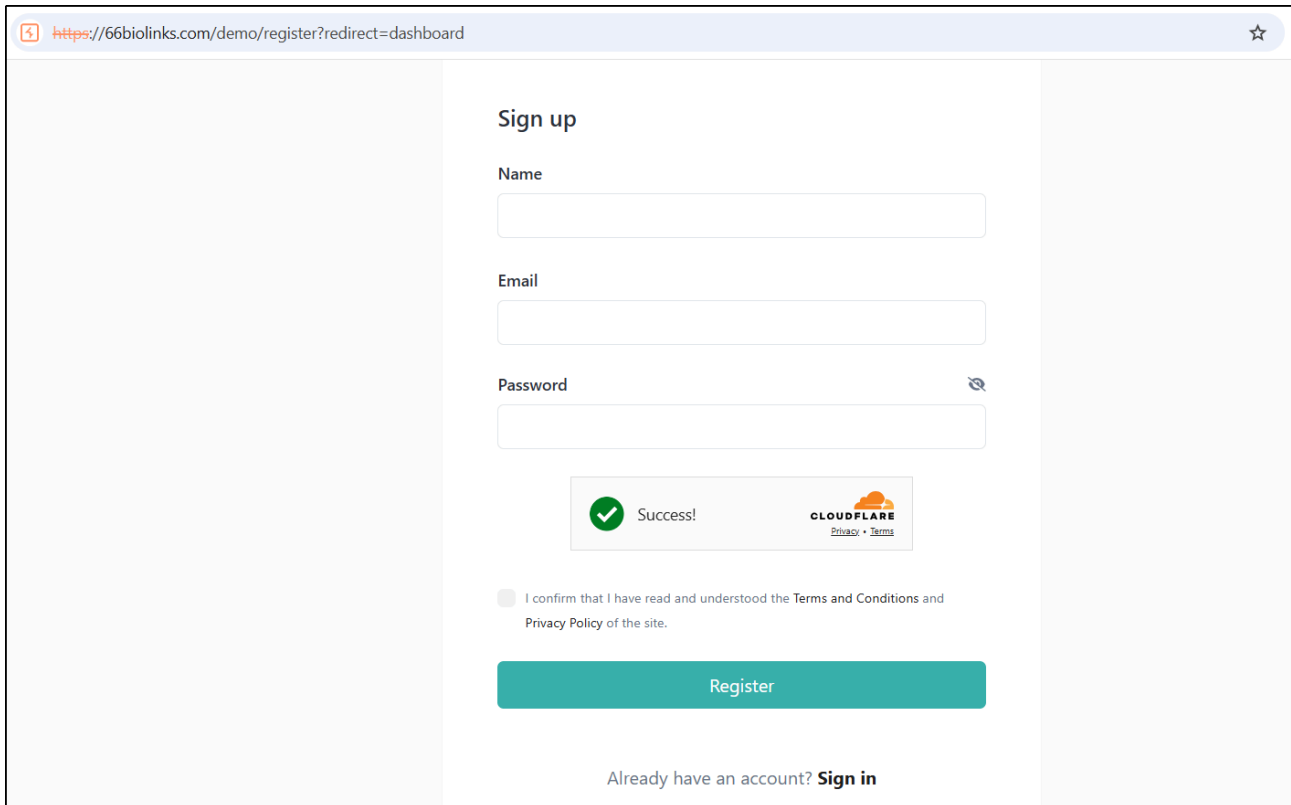 https://66biolinks.com/demo/register?redirect=dashboard
Sign up
Name
Email
Password
Success!
CLOUDFLARE
Privacy • Terms
I confirm that I have read and understood the Terms and Conditions and
Privacy Policy of the site.
Register
Already have an account? Sign in